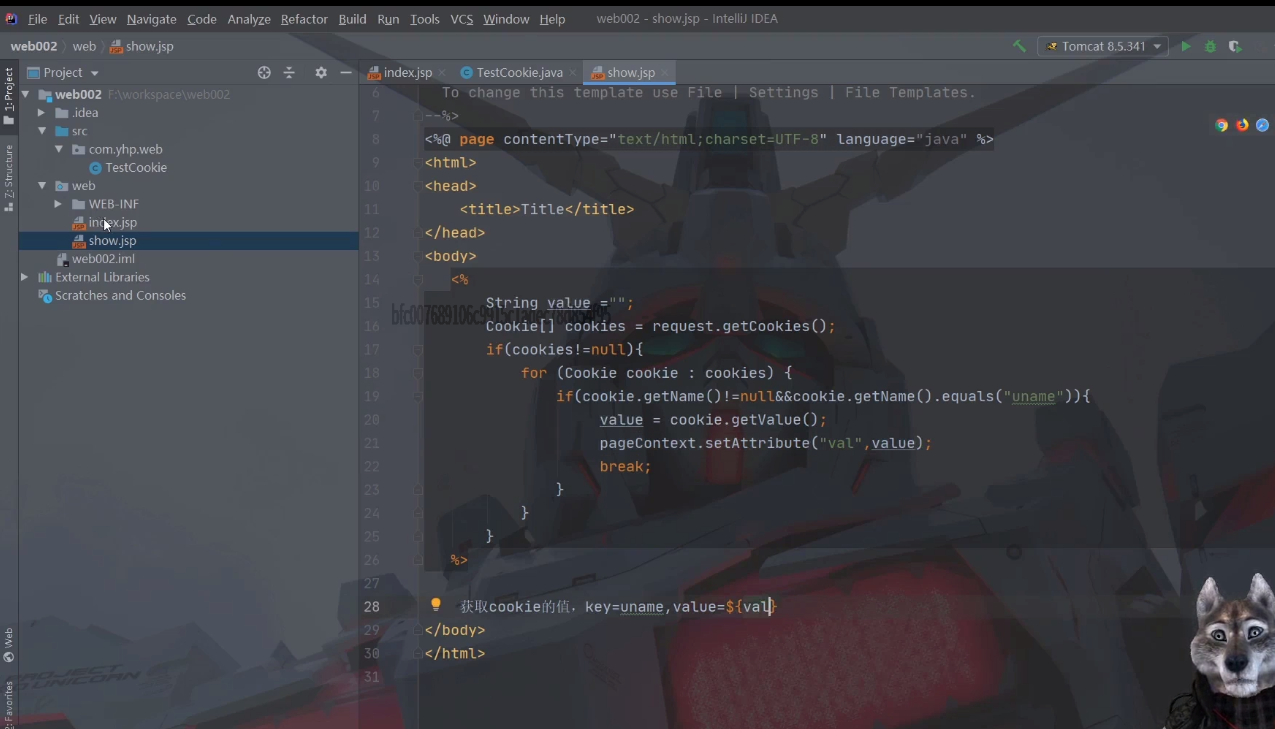 File Edit View Navigate Code Analyze Refactor Build Run Tools VCS Window Help web002 - show.jsp - IntelliJ IDEA
web002 web show.jsp Tomcat 8.5.341
1: Project
Z: Structure
Web
2: Favorites
Project
web002 F:\workspace\web002
.idea
src
com.yhp.web
TestCookie
web
WEB-INF
index.jsp
show.jsp
web002.iml
External Libraries
Scratches and Consoles
index.jsp TestCookie.java show.jsp
6 To change this template use File | Settings | File Templates.
7 --%>
8 <%@ page contentType="text/html;charset=UTF-8" language="java" %>
9 <html>
10 <head>
11 <title>Title</title>
12 </head>
13 <body>
14 <%
15 String value ="";
16 Cookie[] cookies = request.getCookies();
17 if(cookies!=null){
18 for (Cookie cookie : cookies) {
19 if(cookie.getName()!=null&&cookie.getName().equals("uname")){
20 value = cookie.getValue();
21 pageContext.setAttribute("val",value);
22 break;
23 }
24 }
25 }
26 %>
27
28 获取cookie的值，key=uname,value=${val}
29 </body>
30 </html>
31
PROJECT
UNICORN